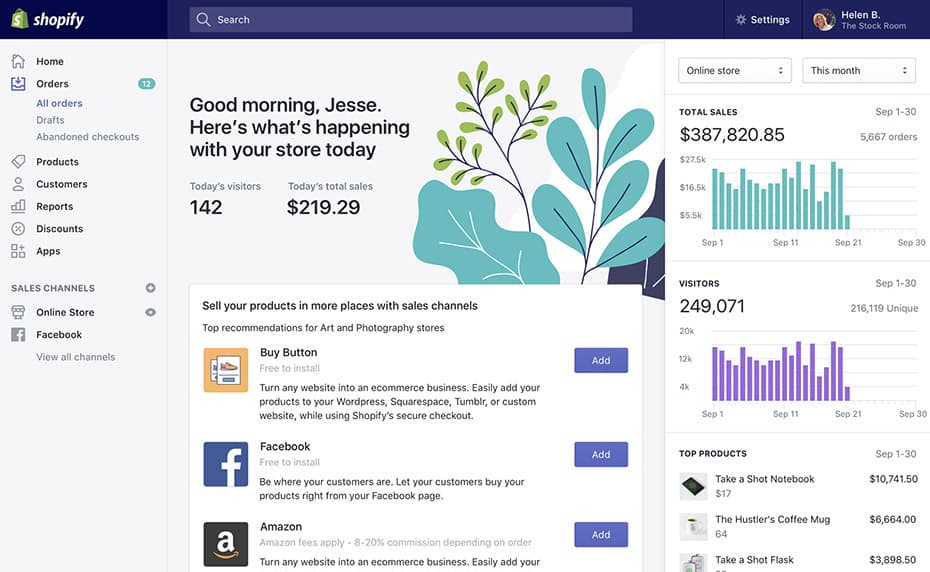 shopify
Search
Settings
Helen B.
The Stock Room
Home
Orders
12
All orders
Drafts
Abandoned checkouts
Products
Customers
Reports
Discounts
Apps
SALES CHANNELS
Online Store
Facebook
View all channels
Good morning, Jesse.
Here's what's happening
with your store today
Today's visitors
Today's total sales
142
$219.29
Sell your products in more places with sales channels
Top recommendations for Art and Photography stores
Buy Button
Free to install
Turn any website into an ecommerce business. Easily add your
products to your Wordpress, Squarespace, Tumblr, or custom
website, while using Shopify's secure checkout.
Add
Facebook
Free to install
Be where your customers are. Let your customers buy your
products right from your Facebook page.
Add
Amazon
Amazon fees apply - 8-20% commission depending on order
Turn any website into an ecommerce business. Easily add your
Add
Online store
This month
TOTAL SALES
Sep 1-30
$387,820.85
5,667 orders
$27.5k
$16.5k
$5.5k
Sep 1
Sep 11
Sep 21
Sep 30
VISITORS
Sep 1-30
249,071
216,119 Unique
20k
12k
4k
Sep 1
Sep 11
Sep 21
Sep 30
TOP PRODUCTS
Sep 1-30
Take a Shot Notebook
$10,741.50
$17
The Hustler's Coffee Mug
$6,664.00
64
Take a Shot Flask
$3,898.50